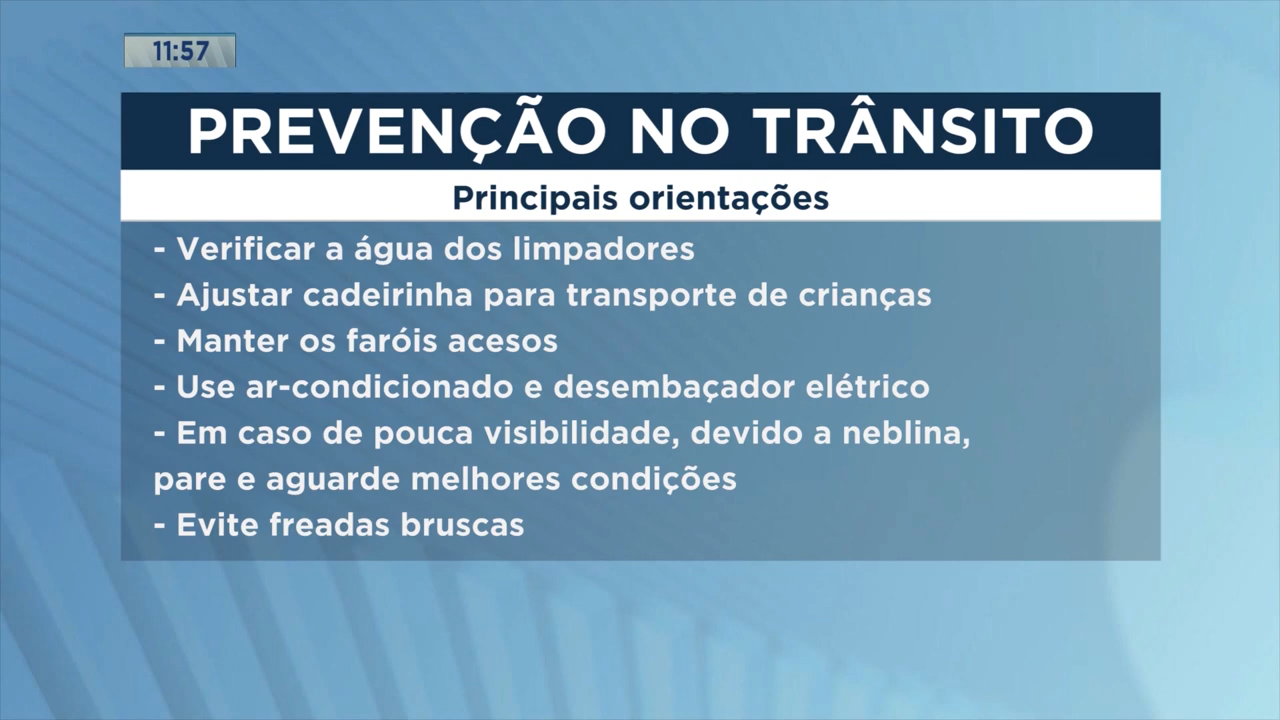 11:57
PREVENÇÃO NO TRÂNSITO
Principais orientações
- Verificar a água dos limpadores
- Ajustar cadeirinha para transporte de crianças
- Manter os faróis acesos
- Use ar-condicionado e desembaçador elétrico
- Em caso de pouca visibilidade, devido a neblina,
pare e aguarde melhores condições
- Evite freadas bruscas